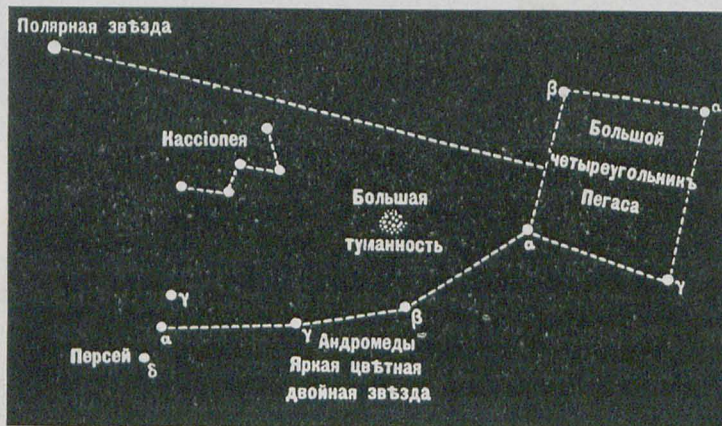 Полярная звѣзда
β
α
Большой
четыреугольникъ
Пегаса
Кассіопея
Большая
туманность
α
γ
γ
α
γ
β
Андромеды
Персей
δ
Яркая цвѣтная
двойная звѣзда